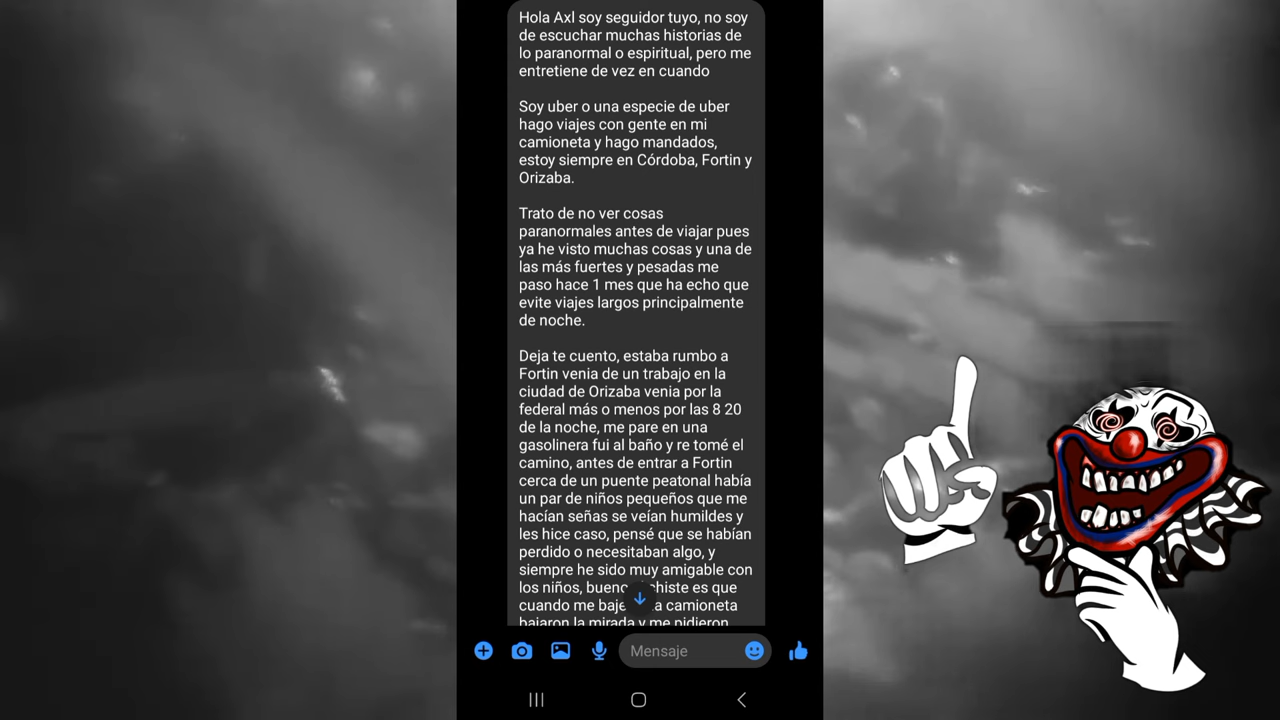 Hola Axl soy seguidor tuyo, no soy
de escuchar muchas historias de
lo paranormal o espiritual, pero me
entretiene de vez en cuando
Soy uber o una especie de uber
hago viajes con gente en mi
camioneta y hago mandados,
estoy siempre en Córdoba, Fortin y
Orizaba.
Trato de no ver cosas
paranormales antes de viajar pues
ya he visto muchas cosas y una de
las más fuertes y pesadas me
paso hace 1 mes que ha echo que
evite viajes largos principalmente
de noche.
Deja te cuento, estaba rumbo a
Fortin venia de un trabajo en la
ciudad de Orizaba venia por la
federal más o menos por las 8 20
de la noche, me pare en una
gasolinera fui al baño y re tomé el
camino, antes de entrar a Fortin
cerca de un puente peatonal había
un par de niños pequeños que me
hacían señas se veían humildes y
les hice caso, pensé que se habían
perdido o necesitaban algo, y
siempre he sido muy amigable con
los niños, bueno chiste es que
cuando me baje a camioneta
bajaron la mirada y me pidieron
Mensaje